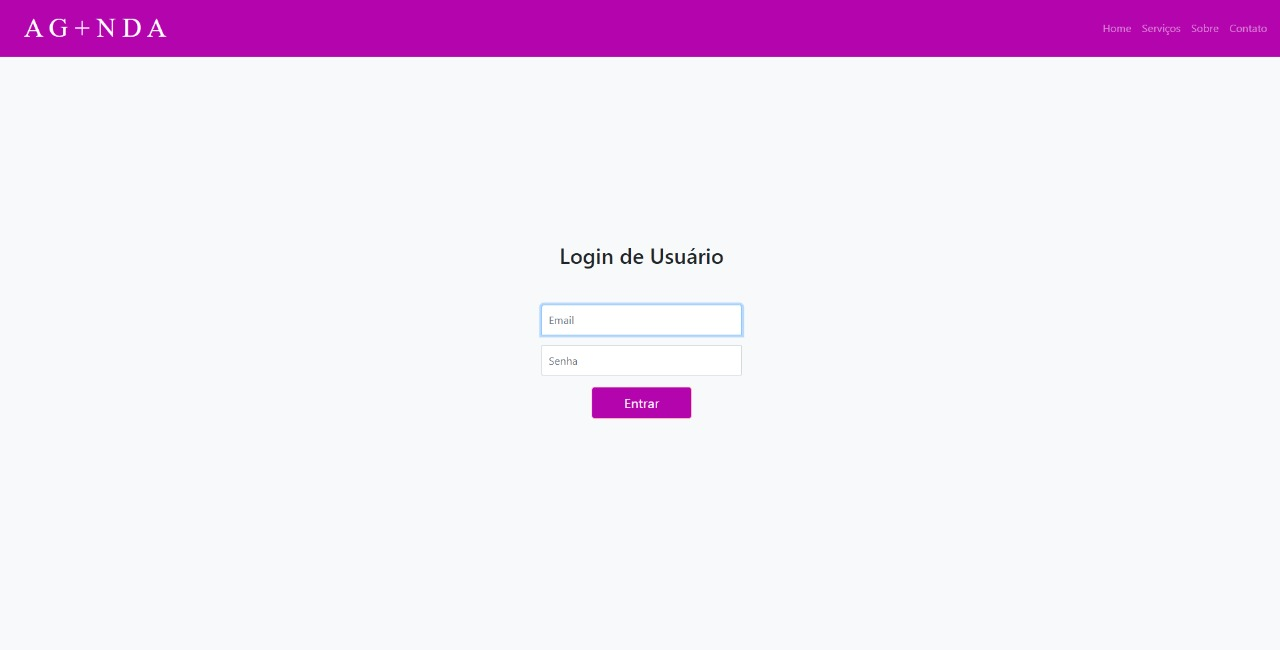 AG+NDA
Home Serviços Sobre Contato
Login de Usuário
Email
Senha
Entrar